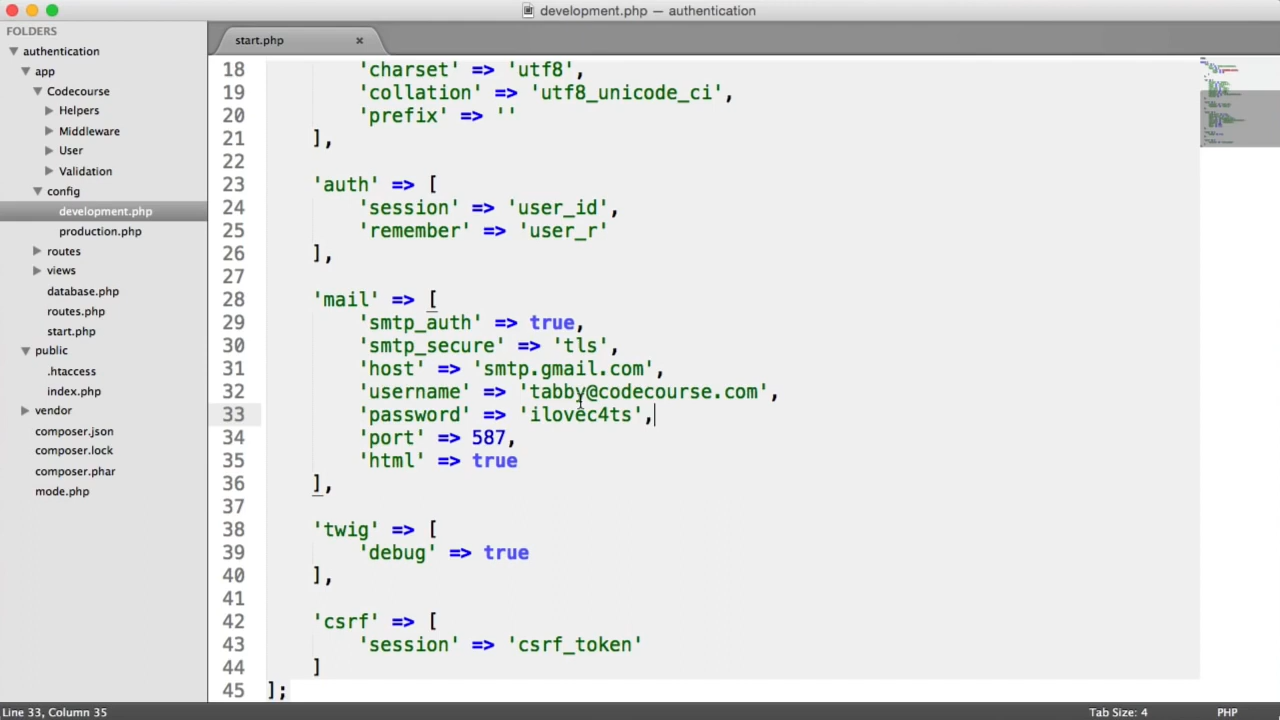 development.php — authentication
FOLDERS
authentication
app
Codecourse
Helpers
Middleware
User
Validation
config
development.php
production.php
routes
views
database.php
routes.php
start.php
public
.htaccess
index.php
vendor
composer.json
composer.lock
composer.phar
mode.php
start.php ×
18 'charset' => 'utf8',
19 'collation' => 'utf8_unicode_ci',
20 'prefix' => ''
21 ],
22
23 'auth' => [
24 'session' => 'user_id',
25 'remember' => 'user_r'
26 ],
27
28 'mail' => [
29 'smtp_auth' => true,
30 'smtp_secure' => 'tls',
31 'host' => 'smtp.gmail.com',
32 'username' => 'tabby@codecourse.com',
33 'password' => 'ilovec4ts',
34 'port' => 587,
35 'html' => true
36 ],
37
38 'twig' => [
39 'debug' => true
40 ],
41
42 'csrf' => [
43 'session' => 'csrf_token'
44 ]
45 ];
Line 33, Column 35
Tab Size: 4
PHP